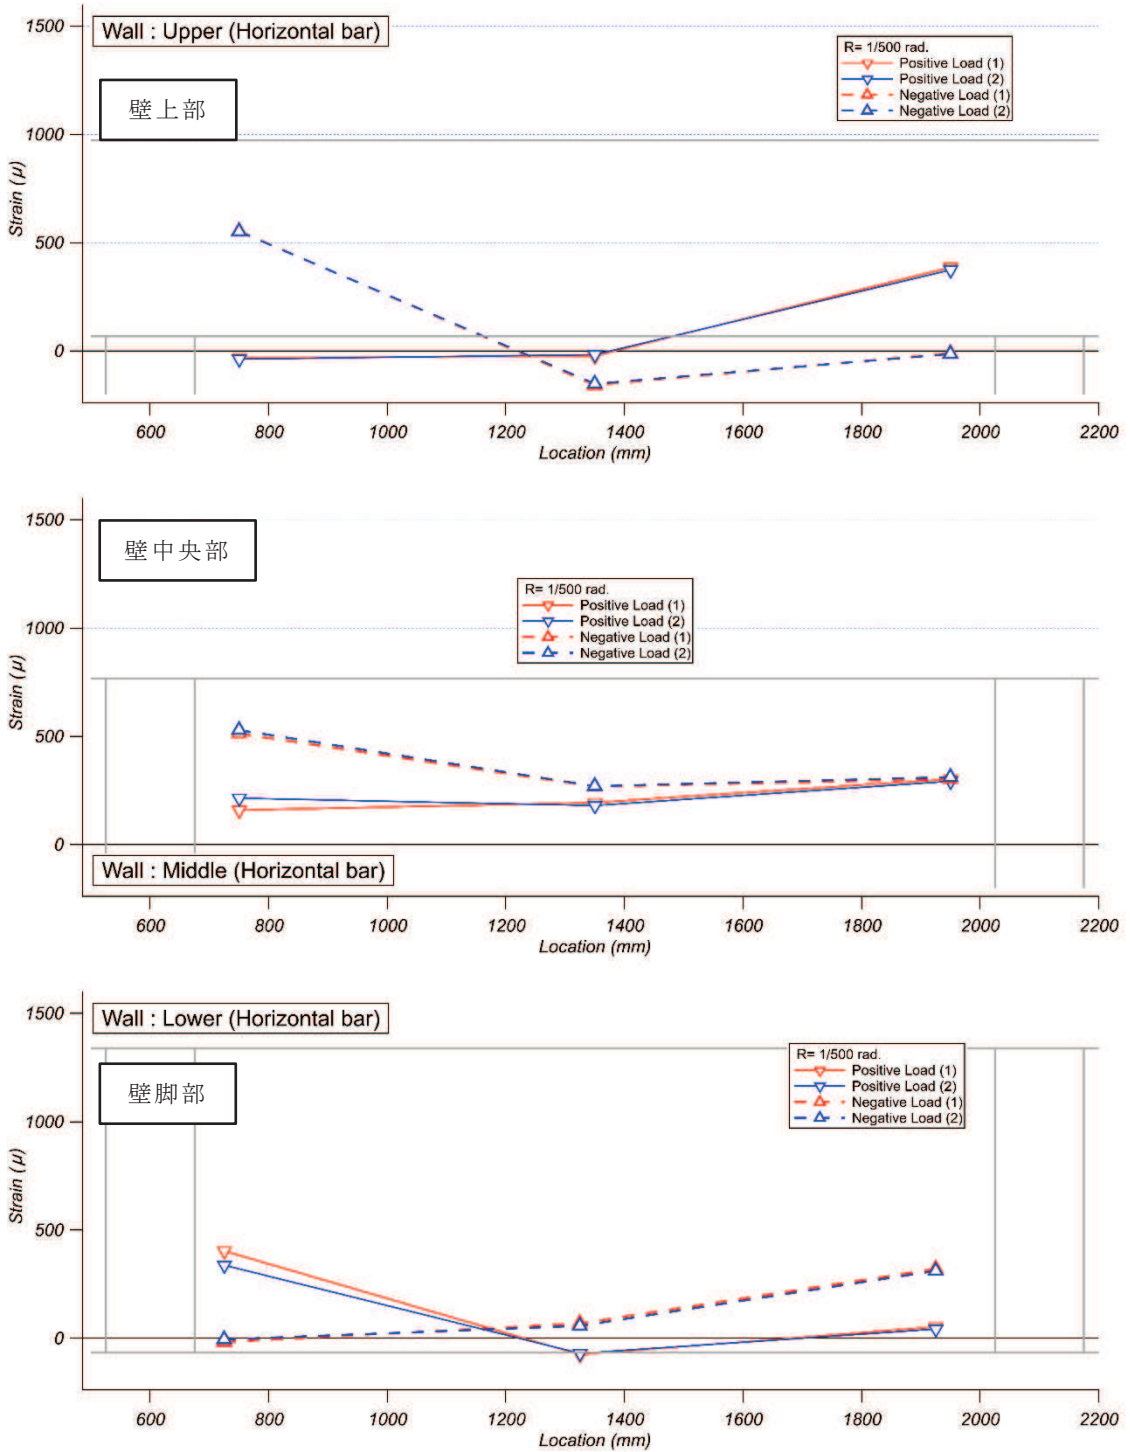 Wall : Upper (Horizontal bar)
壁上部
R= 1/500 rad.
Positive Load (1)
Positive Load (2)
Negative Load (1)
Negative Load (2)
1500
1000
500
0
Strain (μ)
600 800 1000 1200 1400 1600 1800 2000 2200
Location (mm)
壁中央部
R= 1/500 rad.
Positive Load (1)
Positive Load (2)
Negative Load (1)
Negative Load (2)
1500
1000
500
0
Strain (μ)
Wall : Middle (Horizontal bar)
600 800 1000 1200 1400 1600 1800 2000 2200
Location (mm)
Wall : Lower (Horizontal bar)
壁脚部
R= 1/500 rad.
Positive Load (1)
Positive Load (2)
Negative Load (1)
Negative Load (2)
1500
1000
500
0
Strain (μ)
600 800 1000 1200 1400 1600 1800 2000 2200
Location (mm)